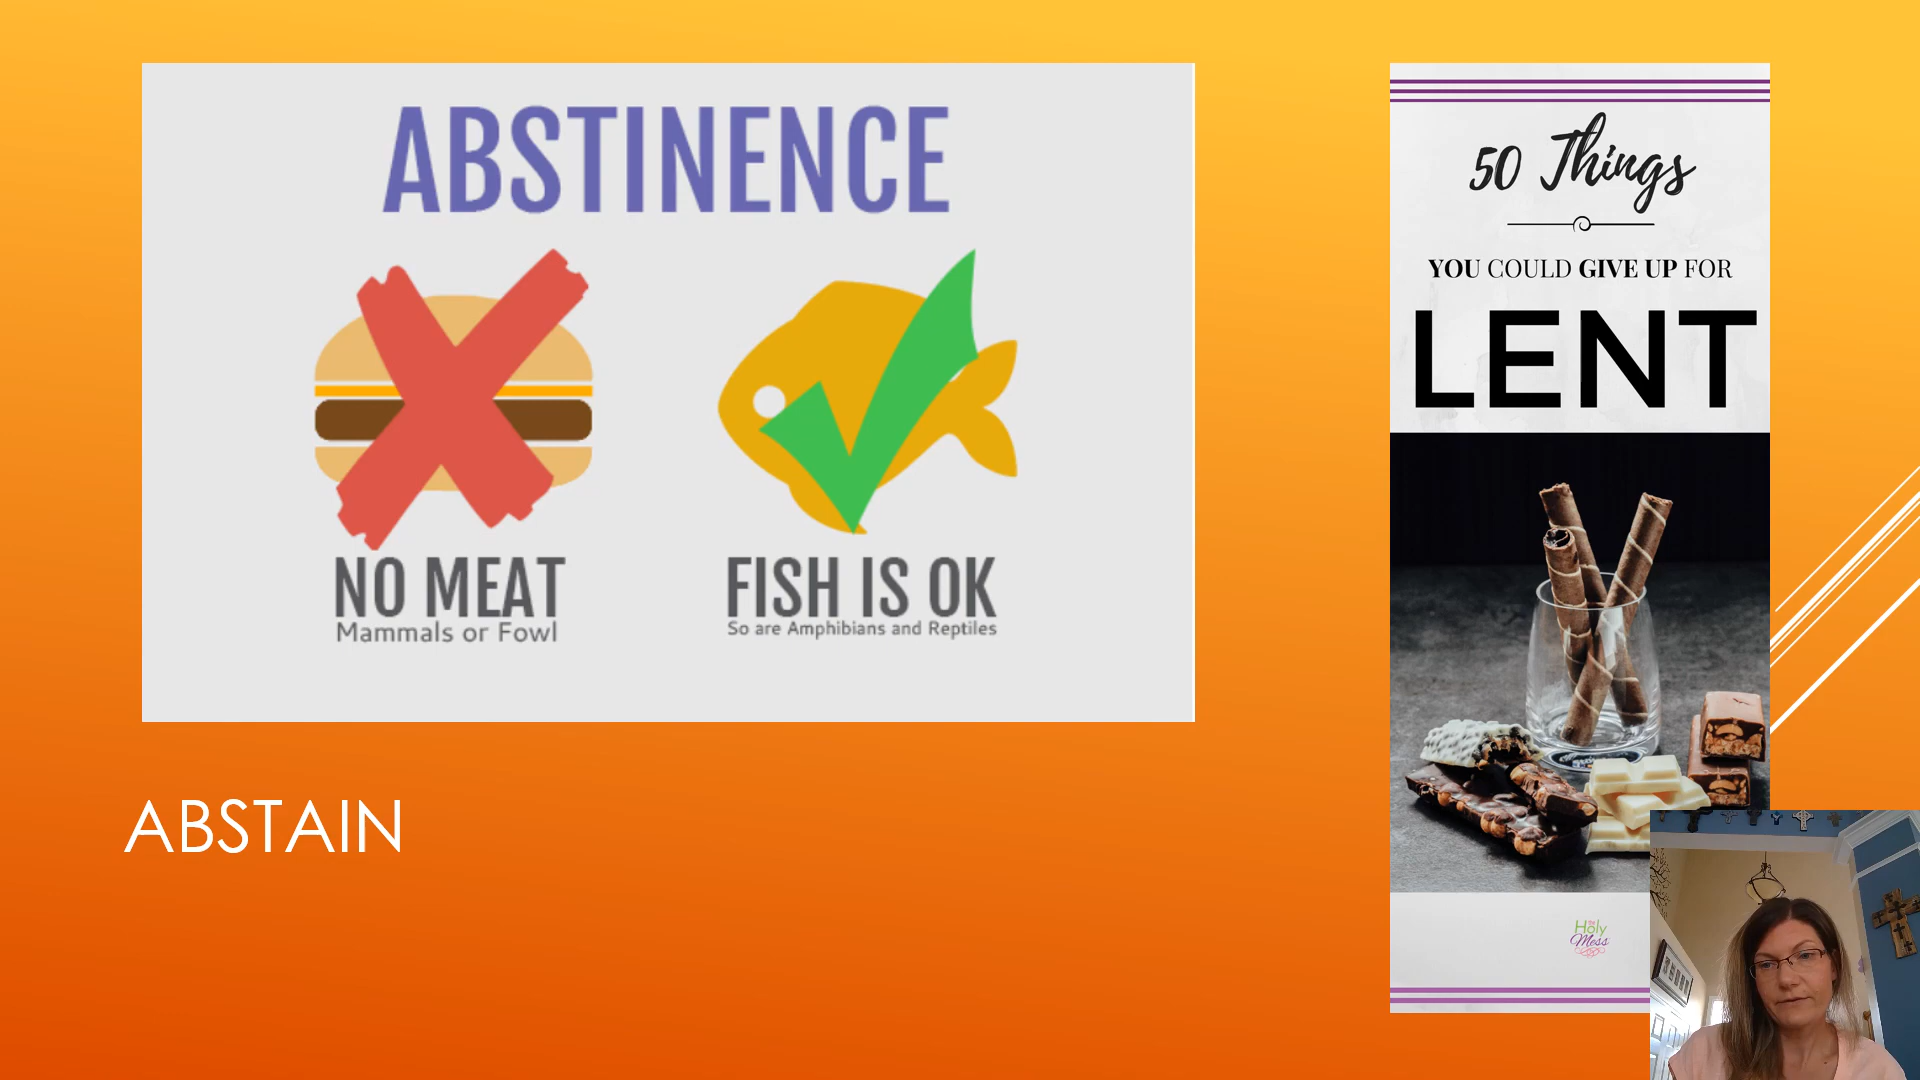 ABSTINENCE
NO MEAT
Mammals or Fowl
FISH IS OK
So are Amphibians and Reptiles
ABSTAIN
50 Things
YOU COULD GIVE UP FOR
LENT
the
Holy
Mess